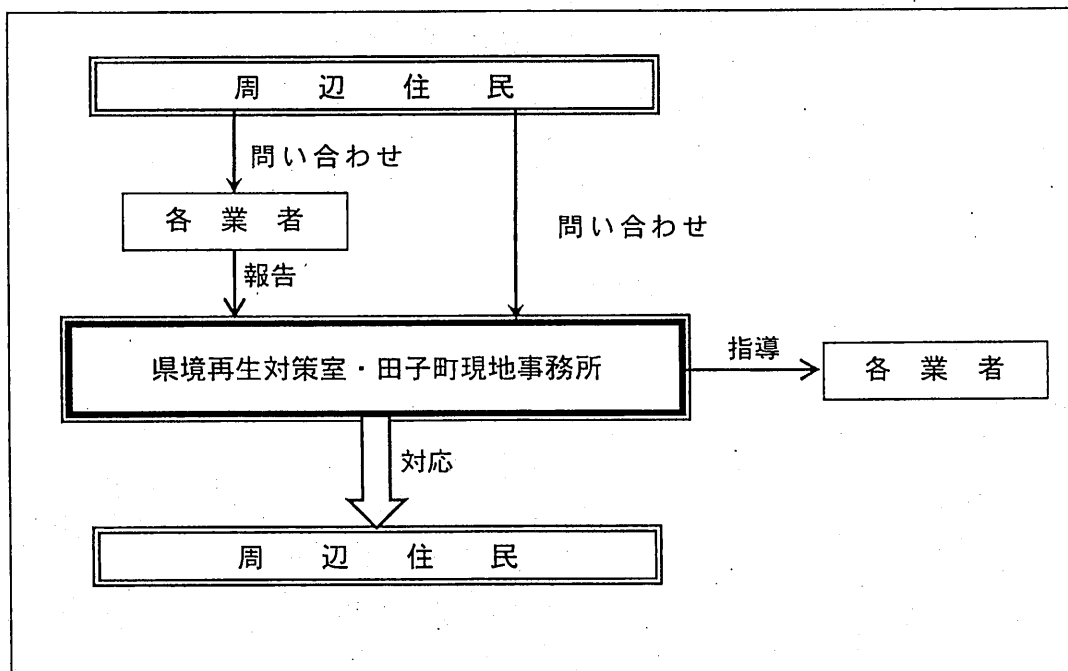 周辺住民
問い合わせ
各業者
問い合わせ
報告
県境再生対策室・田子町現地事務所
指導
各業者
対応
周辺住民